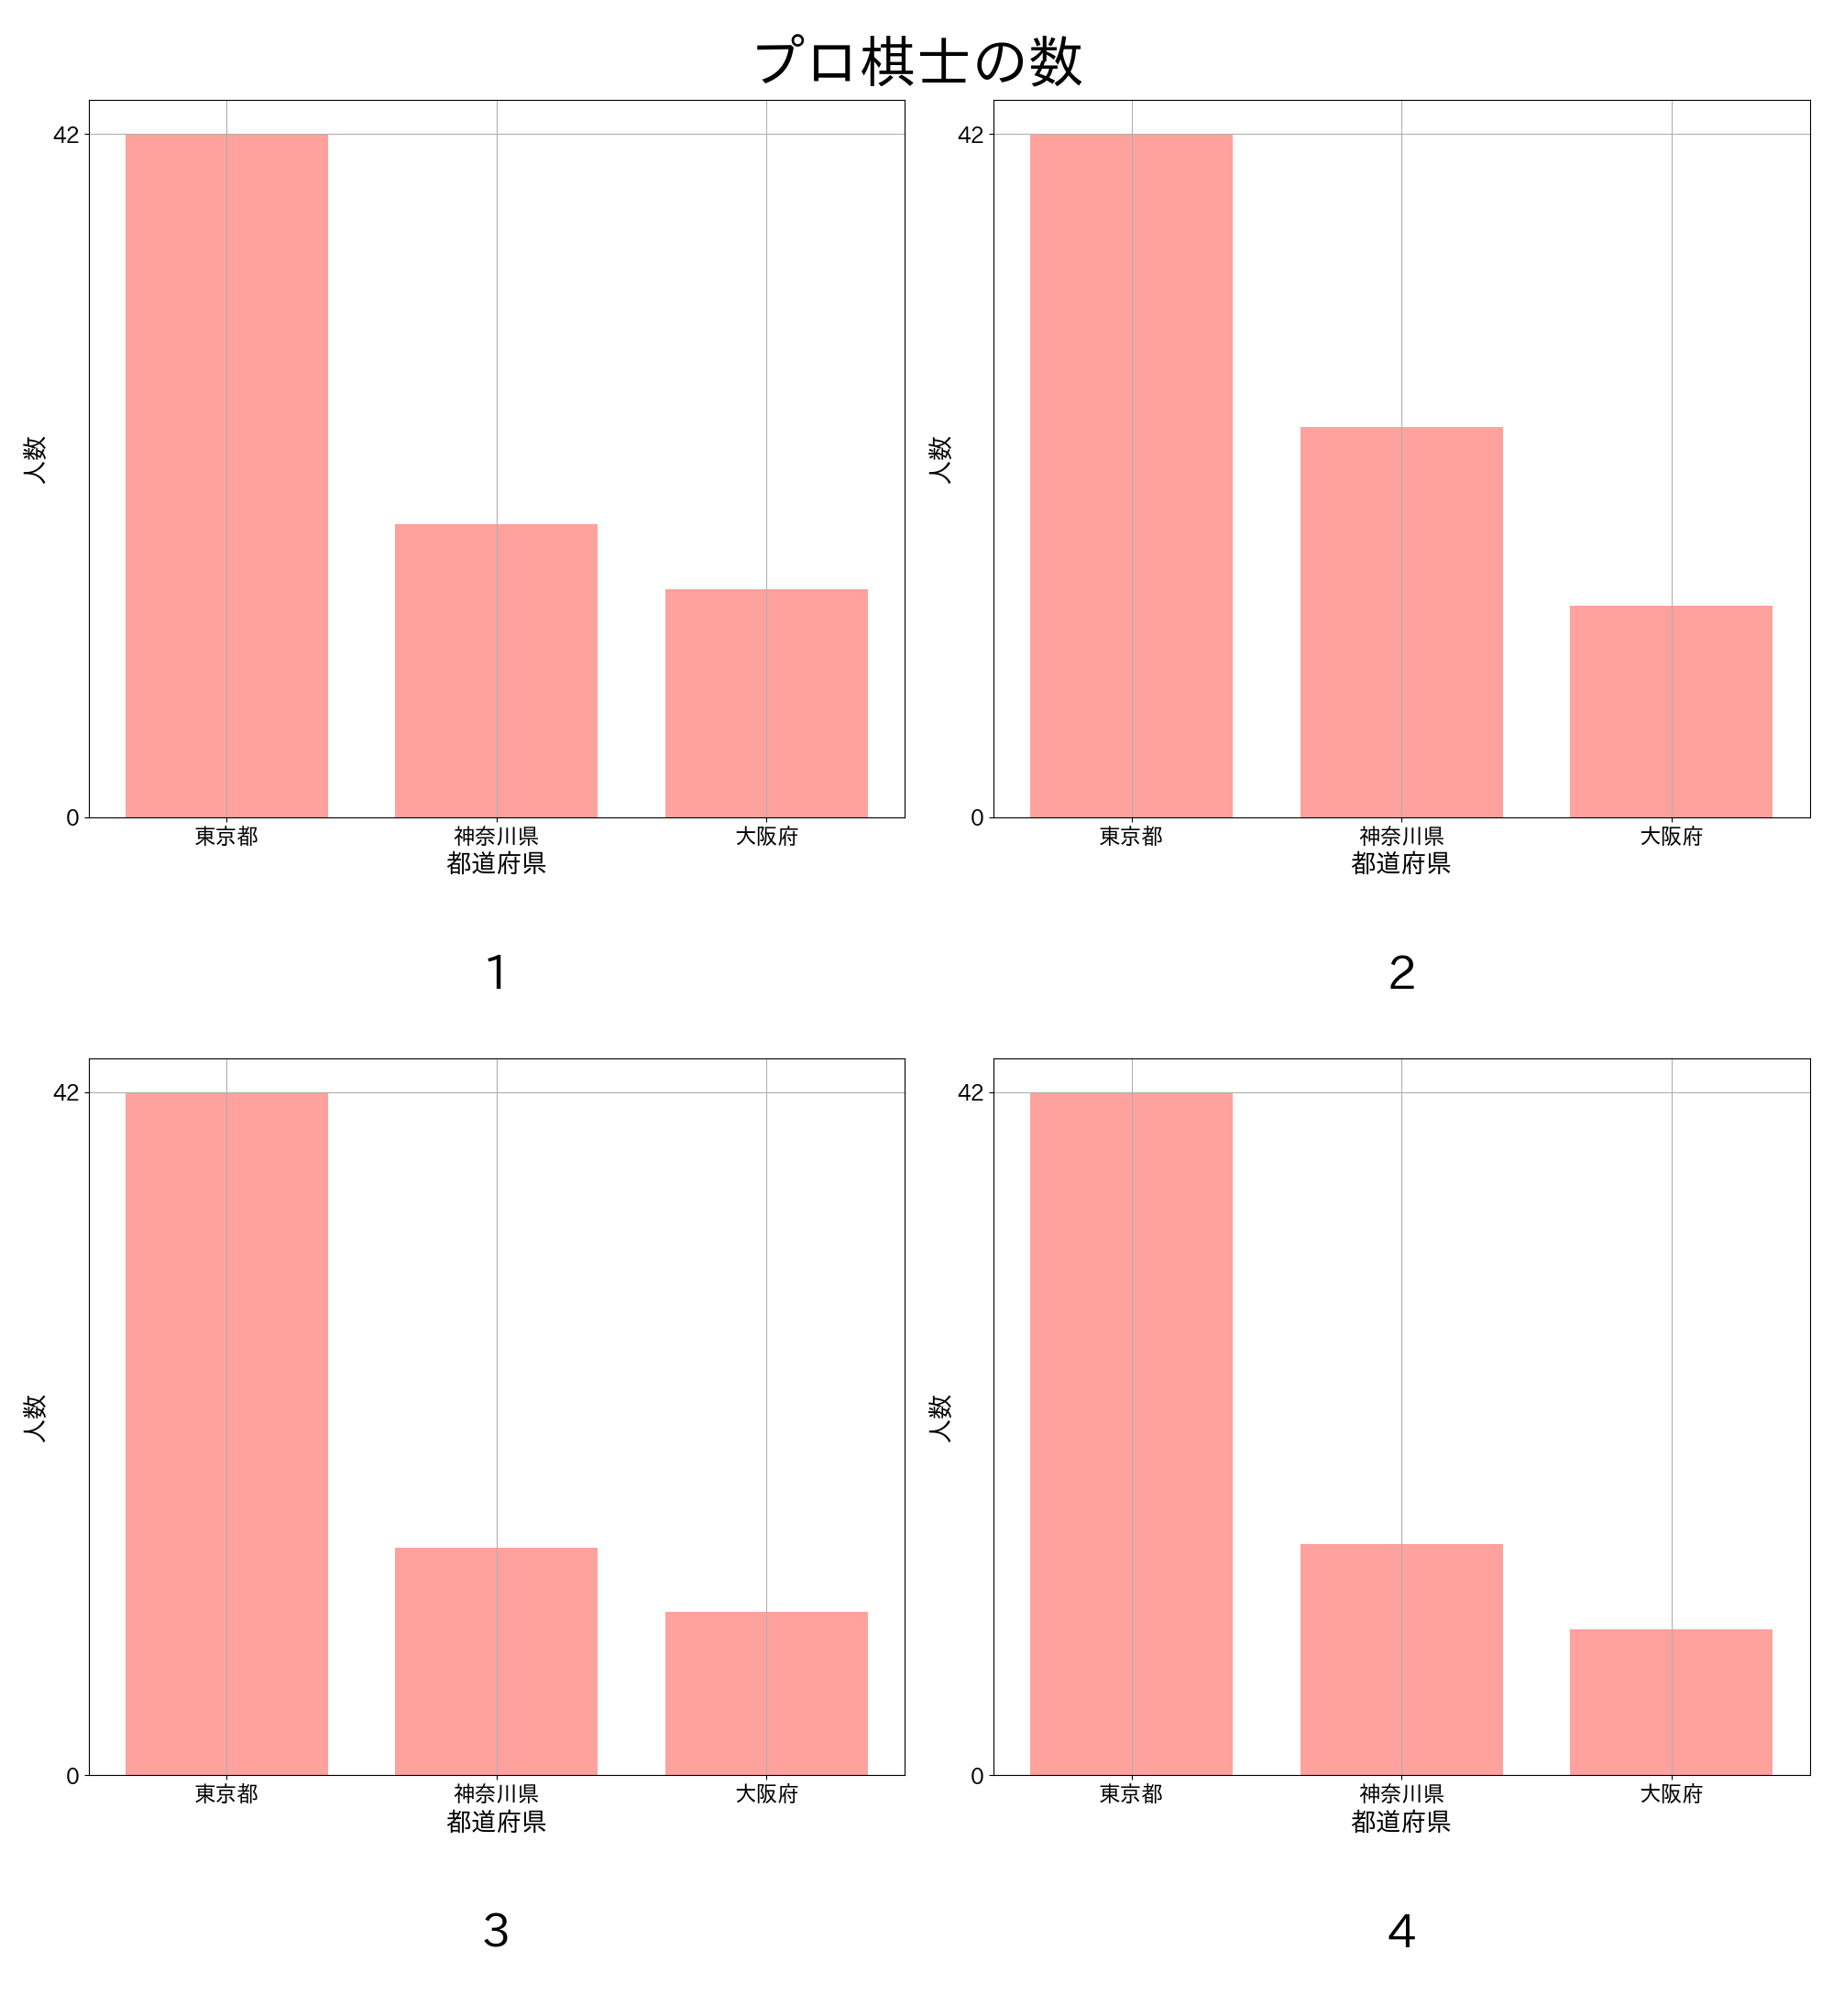 プロ棋士の数
42
0
人数
東京都 神奈川県 大阪府
都道府県
1
42
0
人数
東京都 神奈川県 大阪府
都道府県
2
42
0
人数
東京都 神奈川県 大阪府
都道府県
3
42
0
人数
東京都 神奈川県 大阪府
都道府県
4